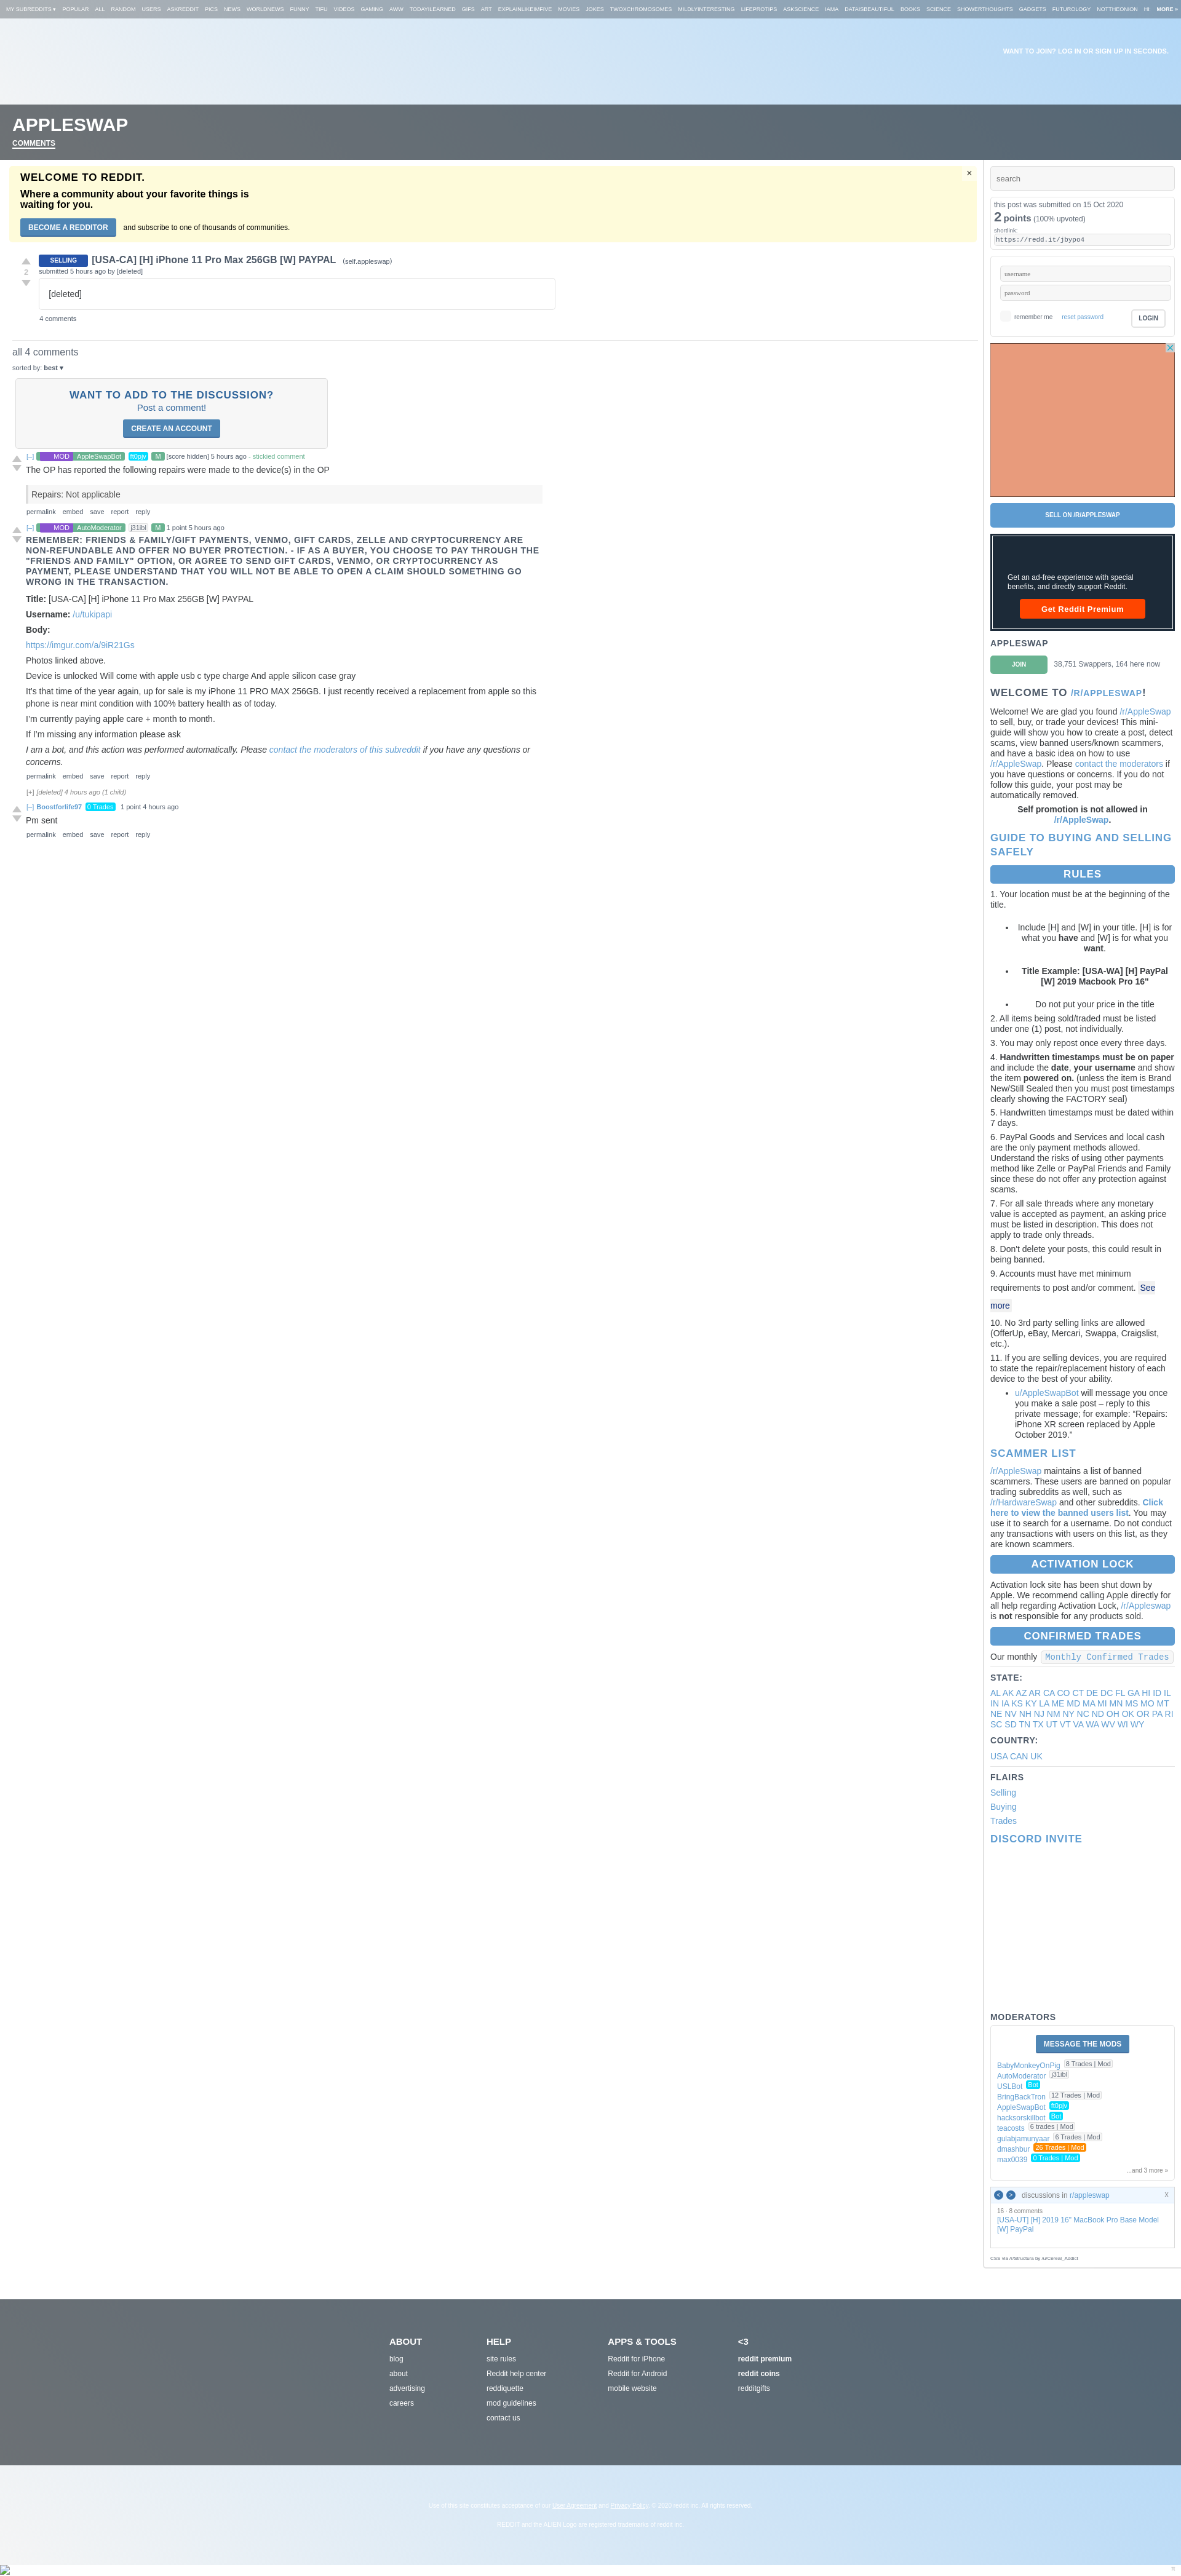 MY SUBREDDITS ▾ POPULAR ALL RANDOM USERS ASKREDDIT PICS NEWS WORLDNEWS FUNNY TIFU VIDEOS GAMING AWW TODAYILEARNED GIFS ART EXPLAINLIKEIMFIVE MOVIES JOKES TWOXCHROMOSOMES MILDLYINTERESTING LIFEPROTIPS ASKSCIENCE IAMA DATAISBEAUTIFUL BOOKS SCIENCE SHOWERTHOUGHTS GADGETS FUTUROLOGY NOTTHEONION HI MORE »
WANT TO JOIN? LOG IN OR SIGN UP IN SECONDS.
APPLESWAP
COMMENTS
WELCOME TO REDDIT.
×
Where a community about your favorite things is
waiting for you.
BECOME A REDDITOR and subscribe to one of thousands of communities.
2
SELLING [USA-CA] [H] iPhone 11 Pro Max 256GB [W] PAYPAL (self.appleswap)
submitted 5 hours ago by [deleted]
[deleted]
4 comments
all 4 comments
sorted by: best ▾
WANT TO ADD TO THE DISCUSSION?
Post a comment!
CREATE AN ACCOUNT
[–] MOD AppleSwapBot ft0pjv M [score hidden] 5 hours ago - stickied comment
The OP has reported the following repairs were made to the device(s) in the OP
Repairs: Not applicable
permalink embed save report reply
[–] MOD AutoModerator j31ibl M 1 point 5 hours ago
REMEMBER: FRIENDS & FAMILY/GIFT PAYMENTS, VENMO, GIFT CARDS, ZELLE AND CRYPTOCURRENCY ARE
NON-REFUNDABLE AND OFFER NO BUYER PROTECTION. - IF AS A BUYER, YOU CHOOSE TO PAY THROUGH THE
"FRIENDS AND FAMILY" OPTION, OR AGREE TO SEND GIFT CARDS, VENMO, OR CRYPTOCURRENCY AS
PAYMENT, PLEASE UNDERSTAND THAT YOU WILL NOT BE ABLE TO OPEN A CLAIM SHOULD SOMETHING GO
WRONG IN THE TRANSACTION.
Title: [USA-CA] [H] iPhone 11 Pro Max 256GB [W] PAYPAL
Username: /u/tukipapi
Body:
https://imgur.com/a/9iR21Gs
Photos linked above.
Device is unlocked Will come with apple usb c type charge And apple silicon case gray
It's that time of the year again, up for sale is my iPhone 11 PRO MAX 256GB. I just recently received a replacement from apple so this
phone is near mint condition with 100% battery health as of today.
I'm currently paying apple care + month to month.
If I'm missing any information please ask
I am a bot, and this action was performed automatically. Please contact the moderators of this subreddit if you have any questions or
concerns.
permalink embed save report reply
[+] [deleted] 4 hours ago (1 child)
[–] Boostforlife97 0 Trades 1 point 4 hours ago
Pm sent
permalink embed save report reply
search
this post was submitted on 15 Oct 2020
2 points (100% upvoted)
shortlink:
https://redd.it/jbypo4
username
password
remember me reset password LOGIN
SELL ON /R/APPLESWAP
Get an ad-free experience with special
benefits, and directly support Reddit.
Get Reddit Premium
APPLESWAP
JOIN 38,751 Swappers, 164 here now
WELCOME TO /R/APPLESWAP!
Welcome! We are glad you found /r/AppleSwap
to sell, buy, or trade your devices! This mini-
guide will show you how to create a post, detect
scams, view banned users/known scammers,
and have a basic idea on how to use
/r/AppleSwap. Please contact the moderators if
you have questions or concerns. If you do not
follow this guide, your post may be
automatically removed.
Self promotion is not allowed in
/r/AppleSwap.
GUIDE TO BUYING AND SELLING
SAFELY
RULES
1. Your location must be at the beginning of the
title.
• Include [H] and [W] in your title. [H] is for
what you have and [W] is for what you
want.
• Title Example: [USA-WA] [H] PayPal
[W] 2019 Macbook Pro 16"
• Do not put your price in the title
2. All items being sold/traded must be listed
under one (1) post, not individually.
3. You may only repost once every three days.
4. Handwritten timestamps must be on paper
and include the date, your username and show
the item powered on. (unless the item is Brand
New/Still Sealed then you must post timestamps
clearly showing the FACTORY seal)
5. Handwritten timestamps must be dated within
7 days.
6. PayPal Goods and Services and local cash
are the only payment methods allowed.
Understand the risks of using other payments
method like Zelle or PayPal Friends and Family
since these do not offer any protection against
scams.
7. For all sale threads where any monetary
value is accepted as payment, an asking price
must be listed in description. This does not
apply to trade only threads.
8. Don't delete your posts, this could result in
being banned.
9. Accounts must have met minimum
requirements to post and/or comment. See
more
10. No 3rd party selling links are allowed
(OfferUp, eBay, Mercari, Swappa, Craigslist,
etc.).
11. If you are selling devices, you are required
to state the repair/replacement history of each
device to the best of your ability.
• u/AppleSwapBot will message you once
you make a sale post – reply to this
private message; for example: "Repairs:
iPhone XR screen replaced by Apple
October 2019."
SCAMMER LIST
/r/AppleSwap maintains a list of banned
scammers. These users are banned on popular
trading subreddits as well, such as
/r/HardwareSwap and other subreddits. Click
here to view the banned users list. You may
use it to search for a username. Do not conduct
any transactions with users on this list, as they
are known scammers.
ACTIVATION LOCK
Activation lock site has been shut down by
Apple. We recommend calling Apple directly for
all help regarding Activation Lock, /r/Appleswap
is not responsible for any products sold.
CONFIRMED TRADES
Our monthly Monthly Confirmed Trades
STATE:
AL AK AZ AR CA CO CT DE DC FL GA HI ID IL
IN IA KS KY LA ME MD MA MI MN MS MO MT
NE NV NH NJ NM NY NC ND OH OK OR PA RI
SC SD TN TX UT VT VA WA WV WI WY
COUNTRY:
USA CAN UK
FLAIRS
Selling
Buying
Trades
DISCORD INVITE
MODERATORS
MESSAGE THE MODS
BabyMonkeyOnPig 8 Trades | Mod
AutoModerator j31ibl
USLBot Bot
BringBackTron 12 Trades | Mod
AppleSwapBot ft0pjv
hacksorskillbot Bot
teacosts 6 trades | Mod
gulabjamunyaar 6 Trades | Mod
dmashbur 26 Trades | Mod
max0039 0 Trades | Mod
...and 3 more »
< > discussions in r/appleswap X
16 · 8 comments
[USA-UT] [H] 2019 16" MacBook Pro Base Model
[W] PayPal
CSS via /r/Structura by /u/Cereal_Addict
ABOUT
blog
about
advertising
careers
HELP
site rules
Reddit help center
reddiquette
mod guidelines
contact us
APPS & TOOLS
Reddit for iPhone
Reddit for Android
mobile website
<3
reddit premium
reddit coins
redditgifts
Use of this site constitutes acceptance of our User Agreement and Privacy Policy. © 2020 reddit inc. All rights reserved.
REDDIT and the ALIEN Logo are registered trademarks of reddit inc.
π